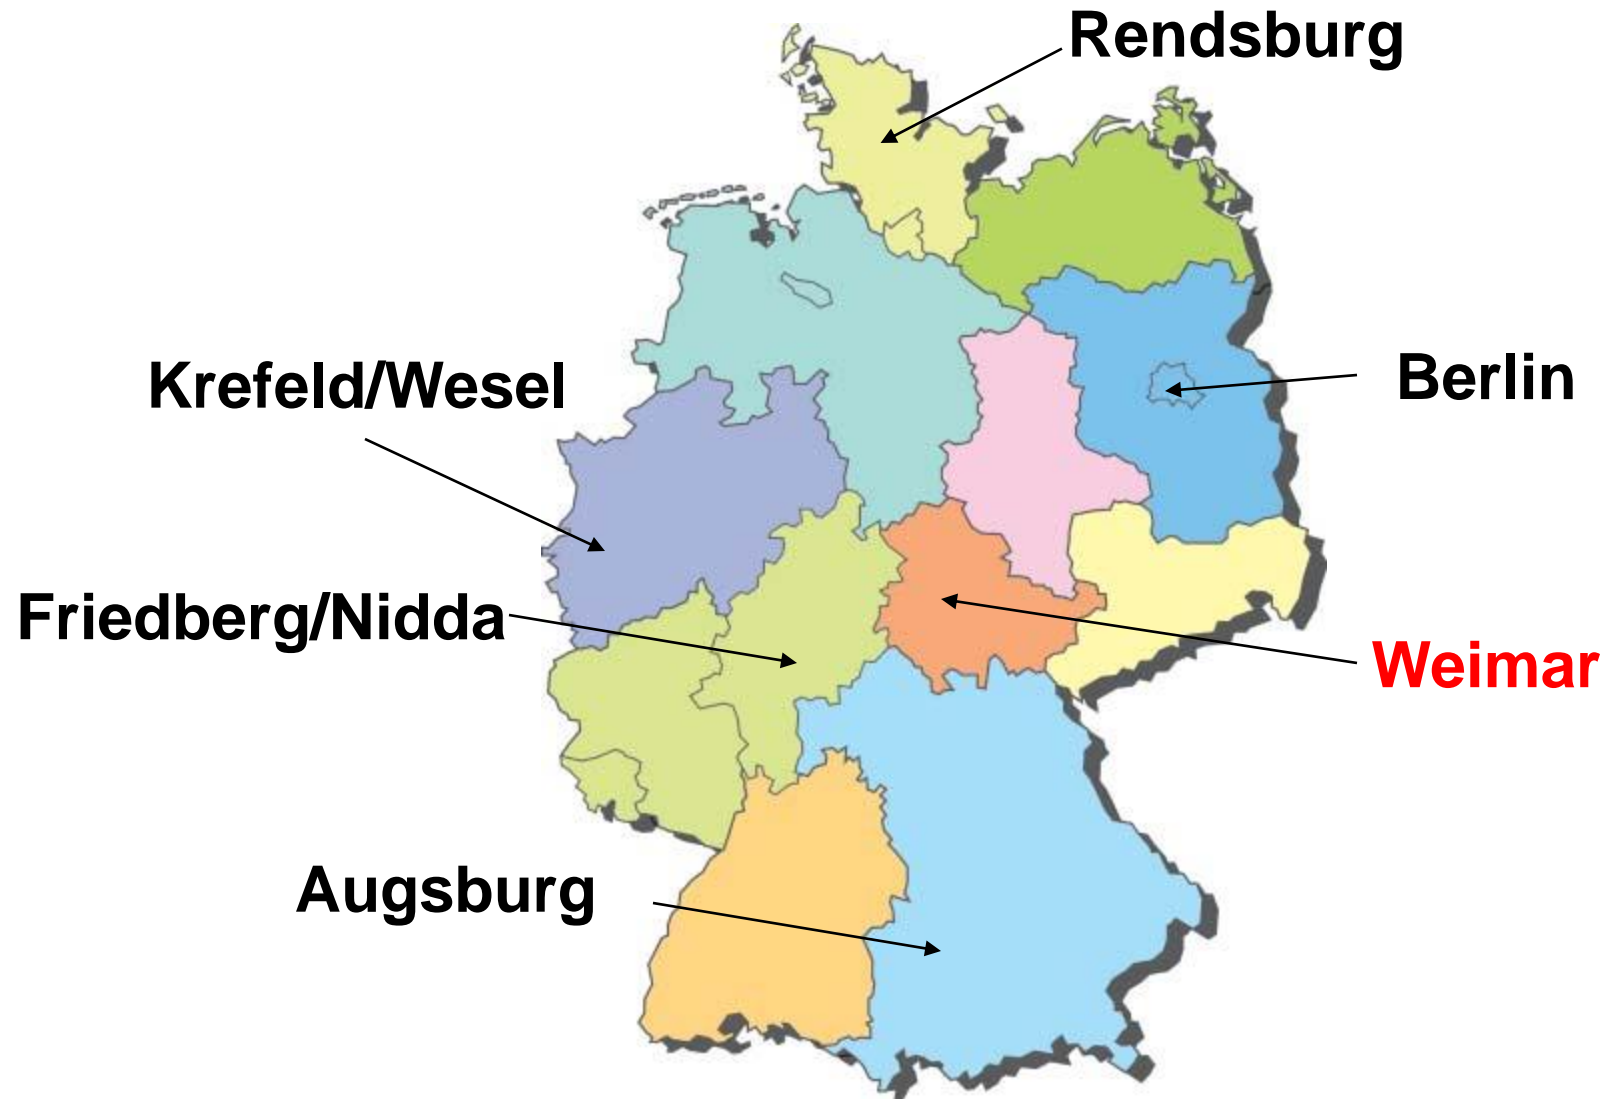 Rendsburg
Krefeld/Wesel
Berlin
Friedberg/Nidda
Weimar
Augsburg